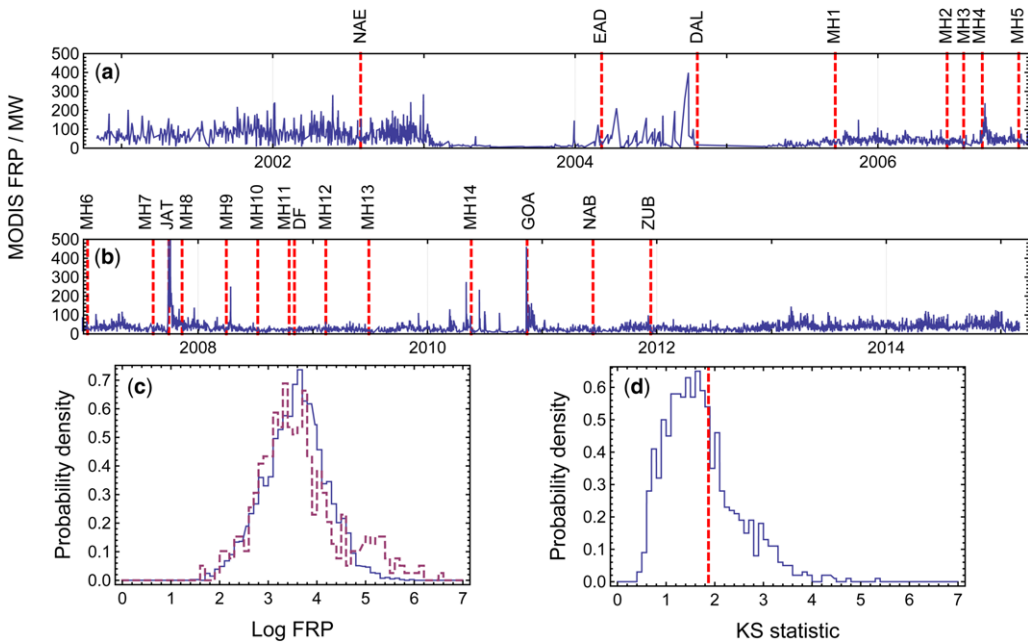 NAE EAD DAL MH1 MH2 MH3 MH4 MH5
MODIS FRP / MW
500
400
300
200
100
0
(a)
2002 2004 2006
MH6 MH7 JAT MH8 MH9 MH10 MH11 DF MH12 MH13 MH14 GOA NAB ZUB
500
400
300
200
100
0
(b)
2008 2010 2012 2014
Probability density
0.7
0.6
0.5
0.4
0.3
0.2
0.1
0.0
(c)
0 1 2 3 4 5 6 7
Log FRP
Probability density
0.6
0.5
0.4
0.3
0.2
0.1
0.0
(d)
0 1 2 3 4 5 6 7
KS statistic